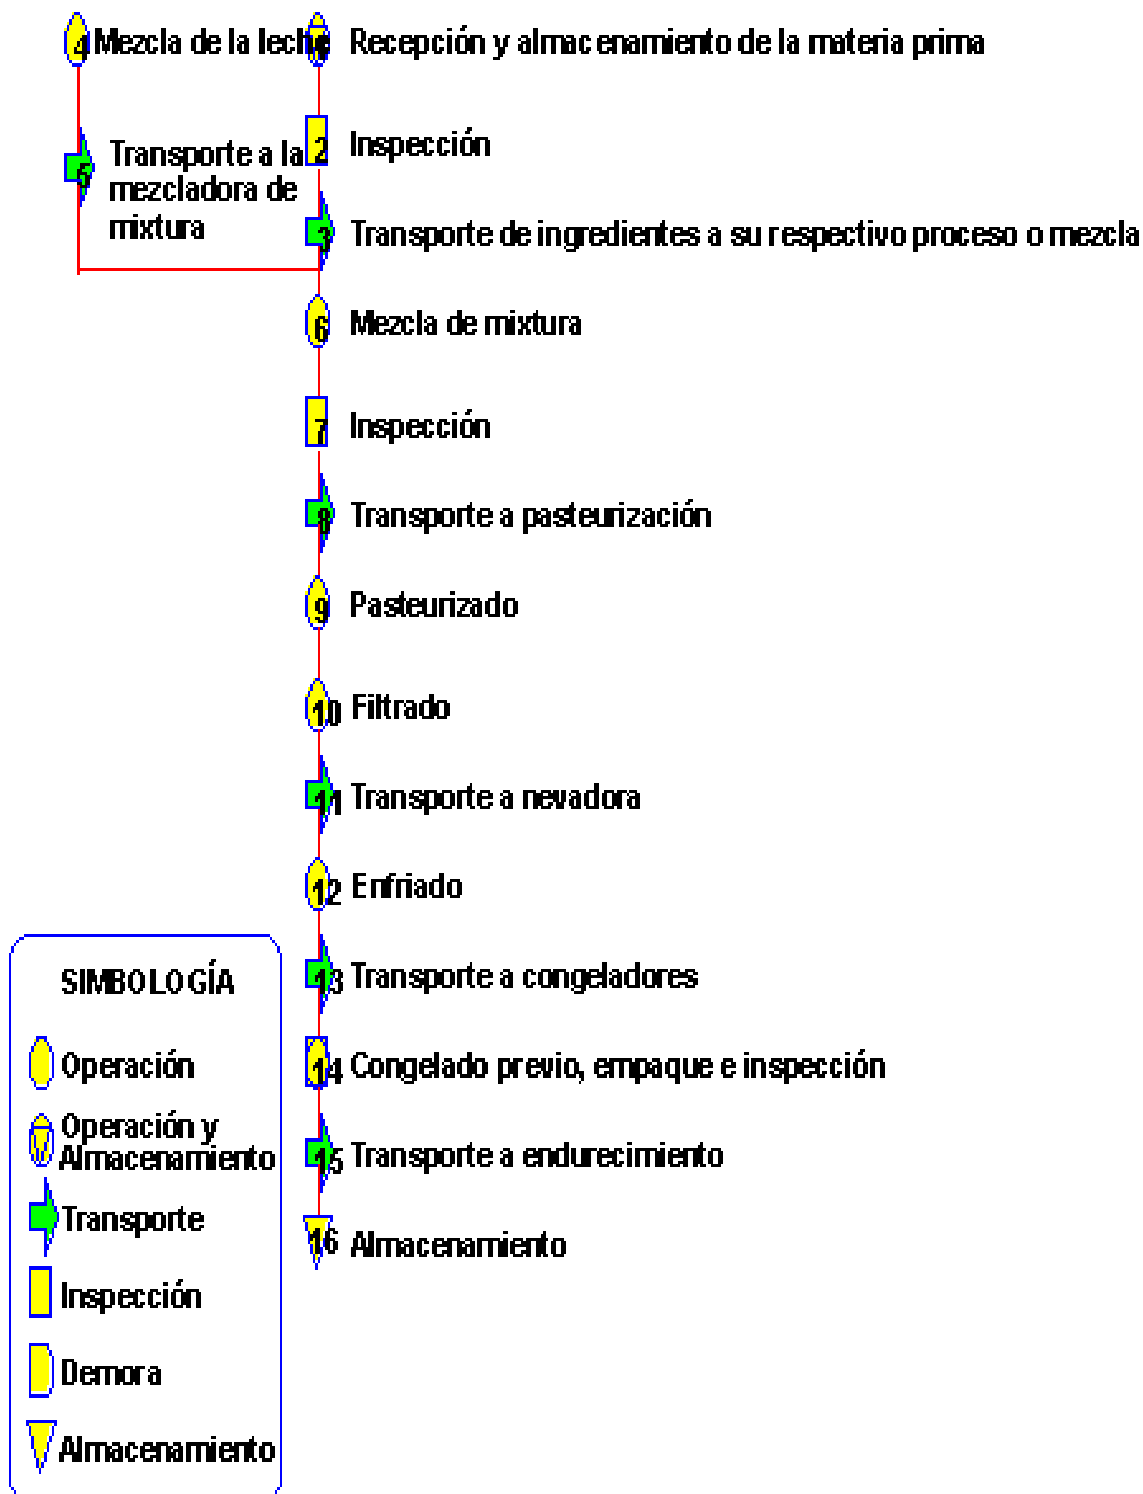 4 Mezcla de la leche
Recepción y almacenamiento de la materia prima
2 Inspección
5 Transporte a la
mezcladora de
mixtura
3 Transporte de ingredientes a su respectivo proceso o mezcla
6 Mezcla de mixtura
7 Inspección
8 Transporte a pasteurización
9 Pasteurizado
10 Filtrado
11 Transporte a nevadora
12 Enfriado
13 Transporte a congeladores
14 Congelado previo, empaque e inspección
15 Transporte a endurecimiento
16 Almacenamiento
SIMBOLOGÍA
Operación
Operación y
Almacenamiento
Transporte
Inspección
Demora
Almacenamiento